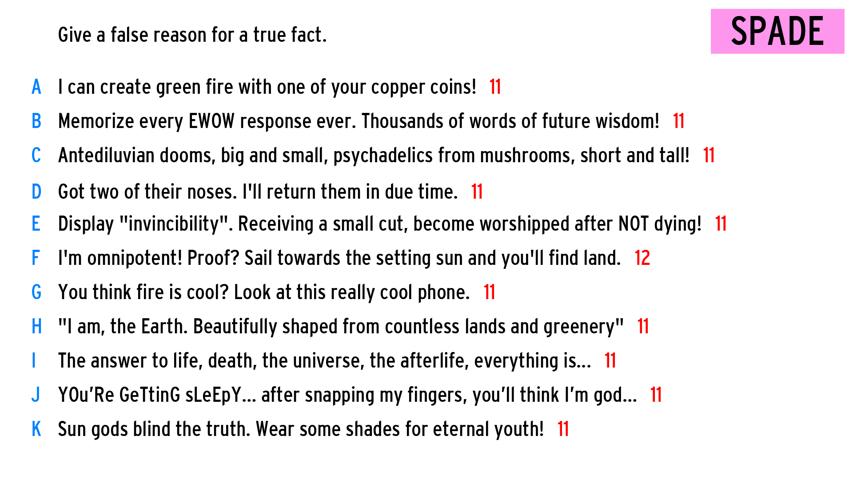 Give a false reason for a true fact.
SPADE
A I can create green fire with one of your copper coins! 11
B Memorize every EWOW response ever. Thousands of words of future wisdom! 11
C Antediluvian dooms, big and small, psychadelics from mushrooms, short and tall! 11
D Got two of their noses. I'll return them in due time. 11
E Display "invincibility". Receiving a small cut, become worshipped after NOT dying! 11
F I'm omnipotent! Proof? Sail towards the setting sun and you'll find land. 12
G You think fire is cool? Look at this really cool phone. 11
H "I am, the Earth. Beautifully shaped from countless lands and greenery" 11
I The answer to life, death, the universe, the afterlife, everything is... 11
J YOu’Re GeTtinG sLeEpY... after snapping my fingers, you’ll think I’m god... 11
K Sun gods blind the truth. Wear some shades for eternal youth! 11